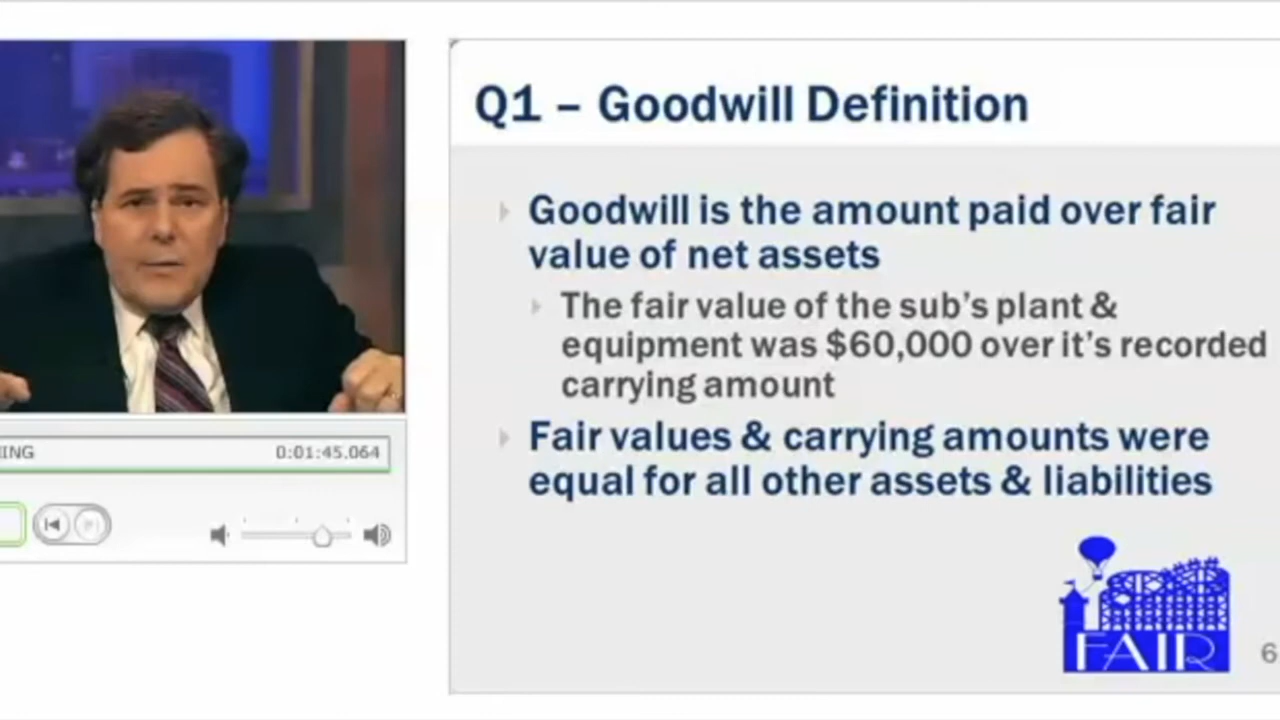 Q1 – Goodwill Definition
Goodwill is the amount paid over fair
value of net assets
The fair value of the sub's plant &
equipment was $60,000 over it's recorded
carrying amount
Fair values & carrying amounts were
equal for all other assets & liabilities
FAIR
6
ING 0:01:45.064